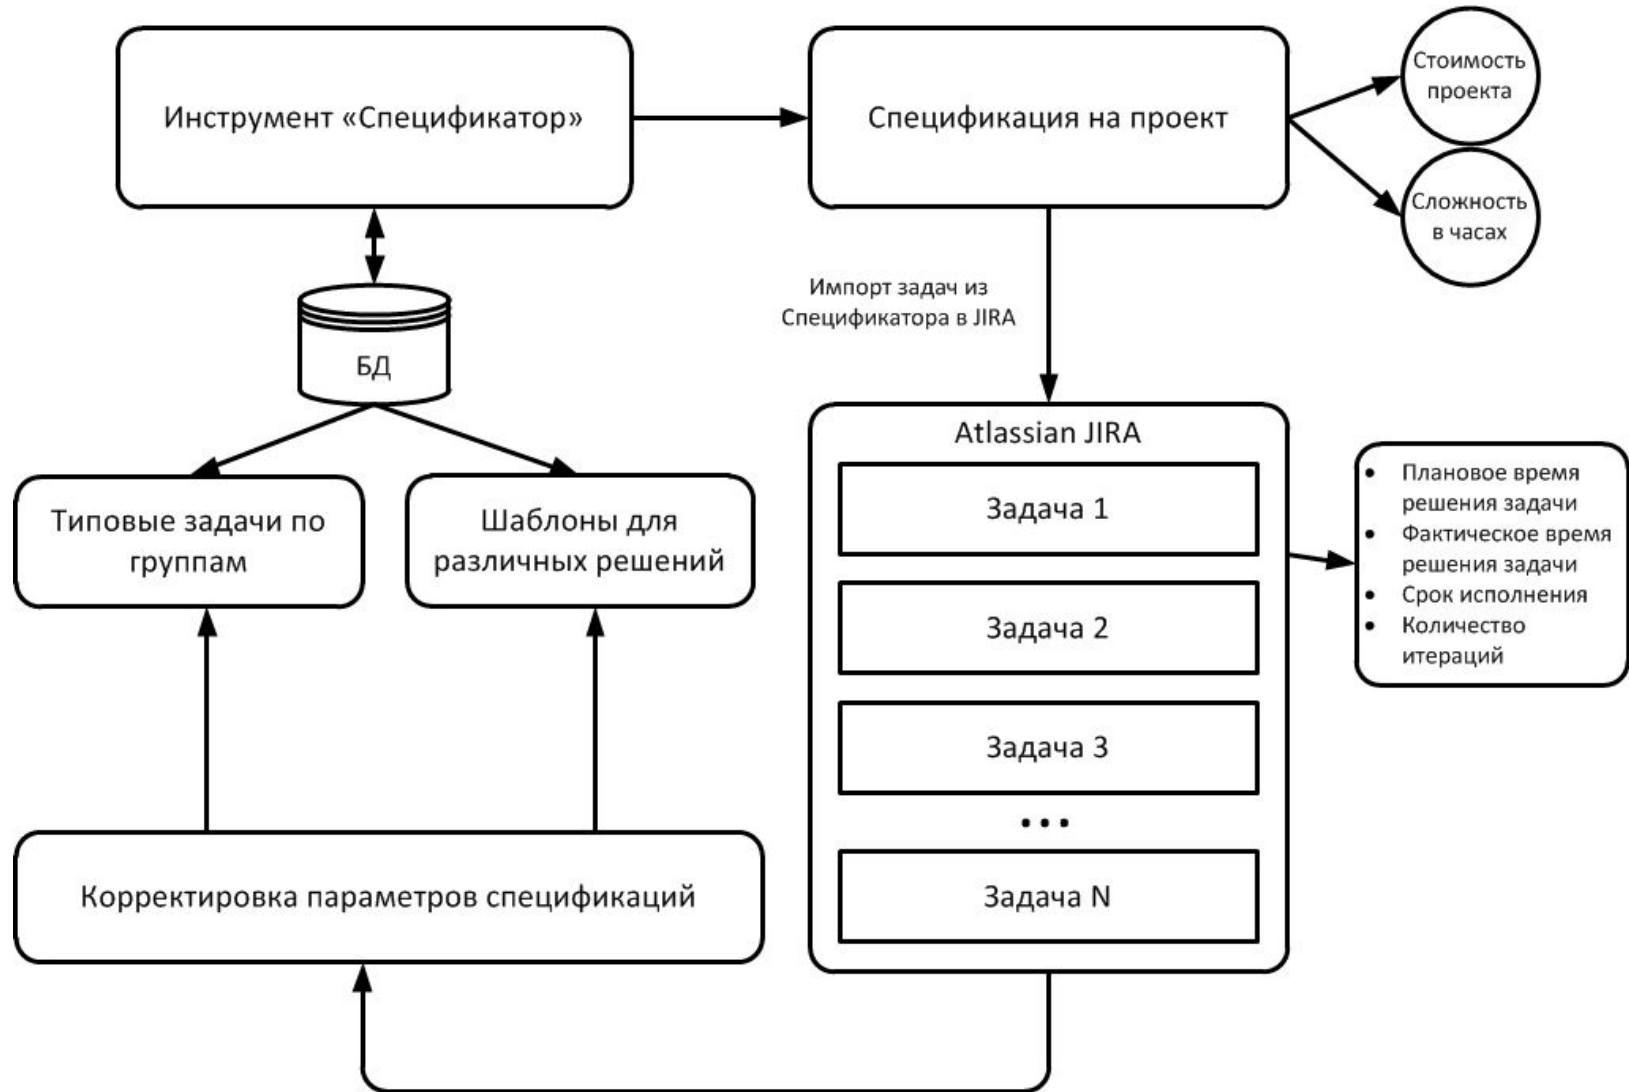 Инструмент «Спецификатор»
Спецификация на проект
Стоимость
проекта
Сложность
в часах
Импорт задач из
Спецификатора в JIRA
БД
Типовые задачи по
группам
Шаблоны для
различных решений
Atlassian JIRA
Задача 1
Задача 2
Задача 3
...
Задача N
• Плановое время
решения задачи
• Фактическое время
решения задачи
• Срок исполнения
• Количество
итераций
Корректировка параметров спецификаций